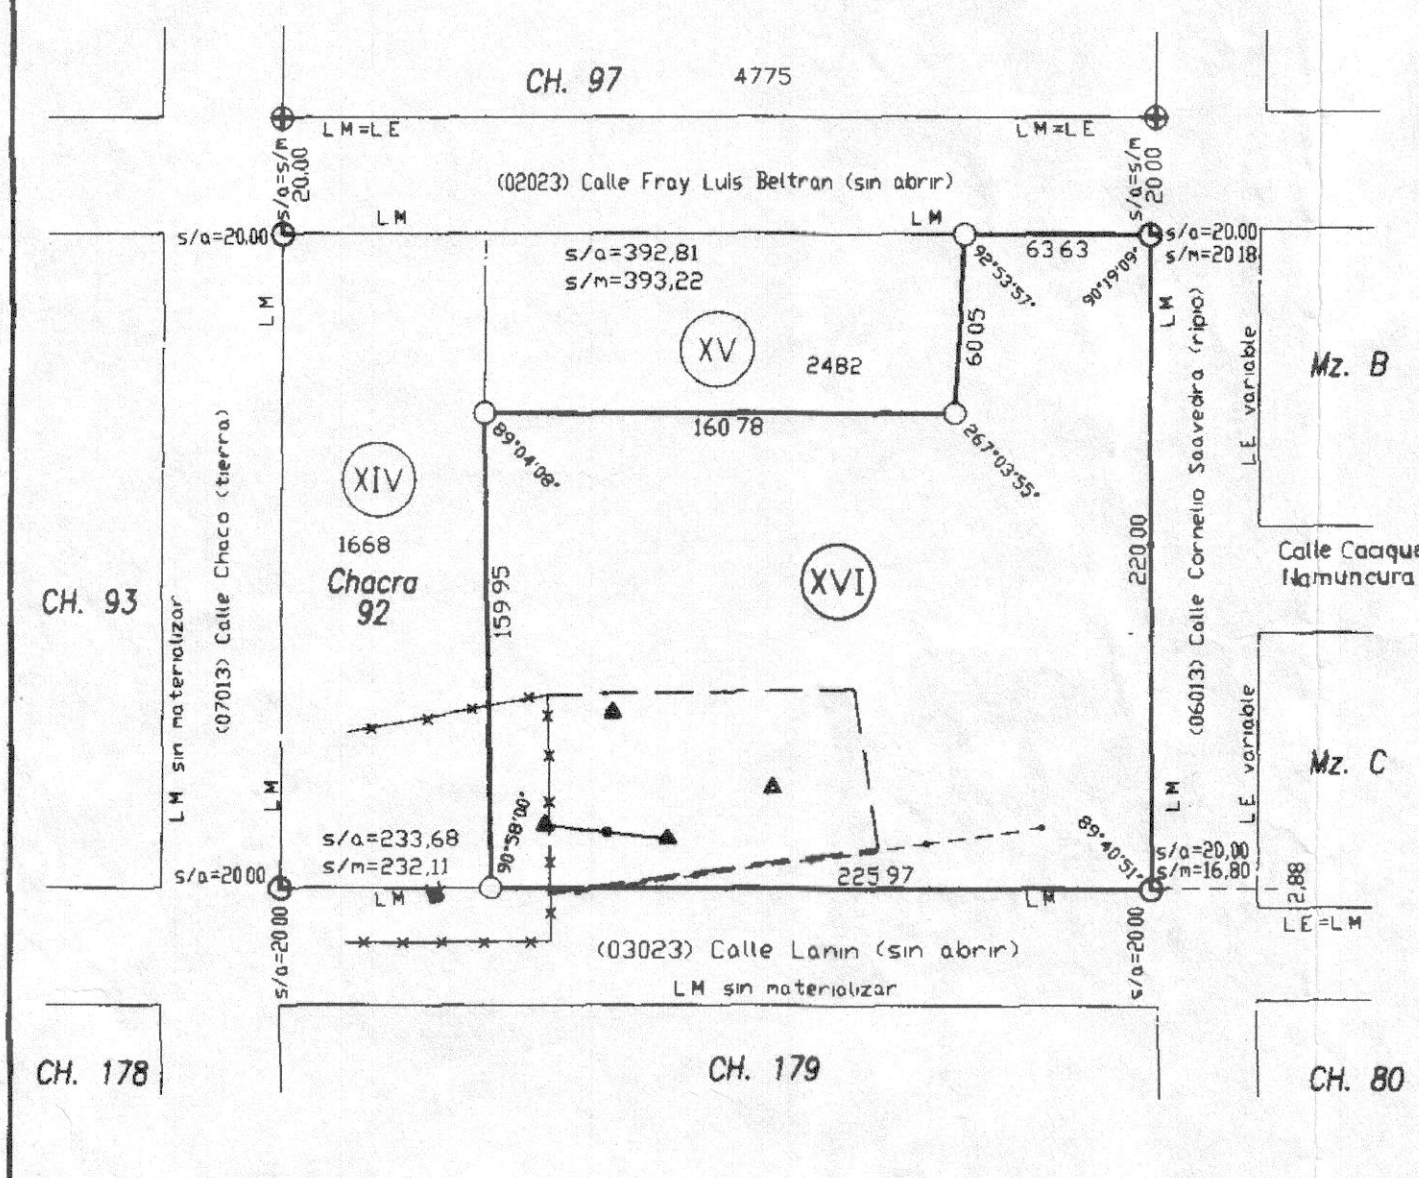 CH. 97
4775
LM=LE
LM=LE
s/a=s/m
20.00
s/a=s/m
20 00
(02023) Calle Fray Luis Beltran (sin abrir)
LM
LM
s/a=20.00
63 63
s/a=20.00
s/m=20 18
s/a=392,81
s/m=393,22
92°53'57"
90°19'09"
LM
LM
60 05
XV
2482
LE variable
Mz. B
160 78
89°04'08"
267°03'55"
XIV
1668
Chacra
92
(07013) Calle Chaco (tierra)
CH. 93
LM sin materializar
159 95
XVI
220 00
(06013) Calle Cornelio Saavedra (ripio)
Calle Cacique
Namuncura
LE variable
Mz. C
LM
LM
s/a=233,68
s/m=232,11
90°58'00"
89°40'51"
s/a=20,00
s/m=16,80
s/a=20 00
LM
225 97
LM
2,88
LE=LM
s/a=20.00
s/a=20.00
(03023) Calle Lanin (sin abrir)
LM sin materializar
CH. 178
CH. 179
CH. 80